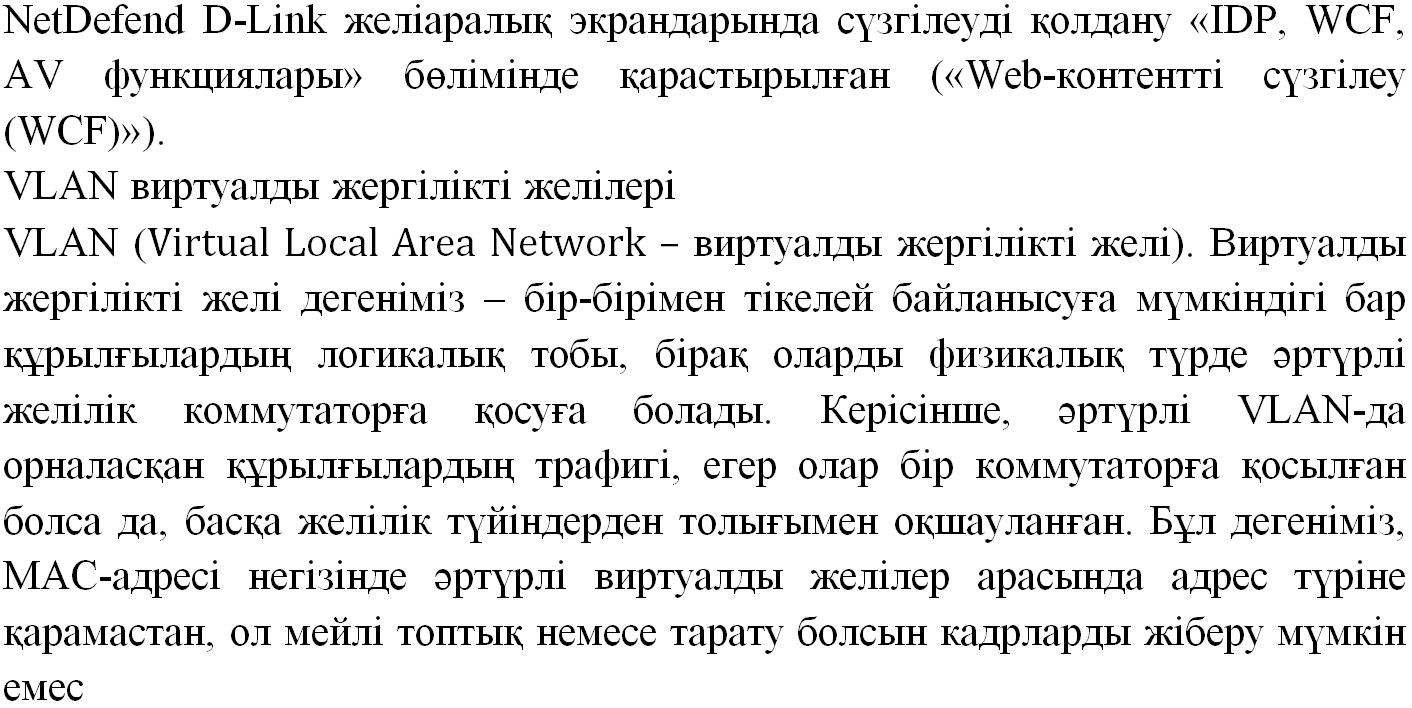 NetDefend D-Link желіаралық экрандарында сүзгілеуді қолдану «IDP, WCF,
AV функциялары» бөлімінде қарастырылған («Web-контентті сүзгілеу
(WCF)»).
VLAN виртуалды жергілікті желілері
VLAN (Virtual Local Area Network – виртуалды жергілікті желі). Виртуалды
жергілікті желі дегеніміз – бір-бірімен тікелей байланысуға мүмкіндігі бар
құрылғылардың логикалық тобы, бірақ оларды физикалық түрде әртүрлі
желілік коммутаторға қосуға болады. Керісінше, әртүрлі VLAN-да
орналасқан құрылғылардың трафигі, егер олар бір коммутаторға қосылған
болса да, басқа желілік түйіндерден толығымен оқшауланған. Бұл дегеніміз,
MAC-адресі негізінде әртүрлі виртуалды желілер арасында адрес түріне
қарамастан, ол мейлі топтық немесе тарату болсын кадрларды жіберу мүмкін
емес